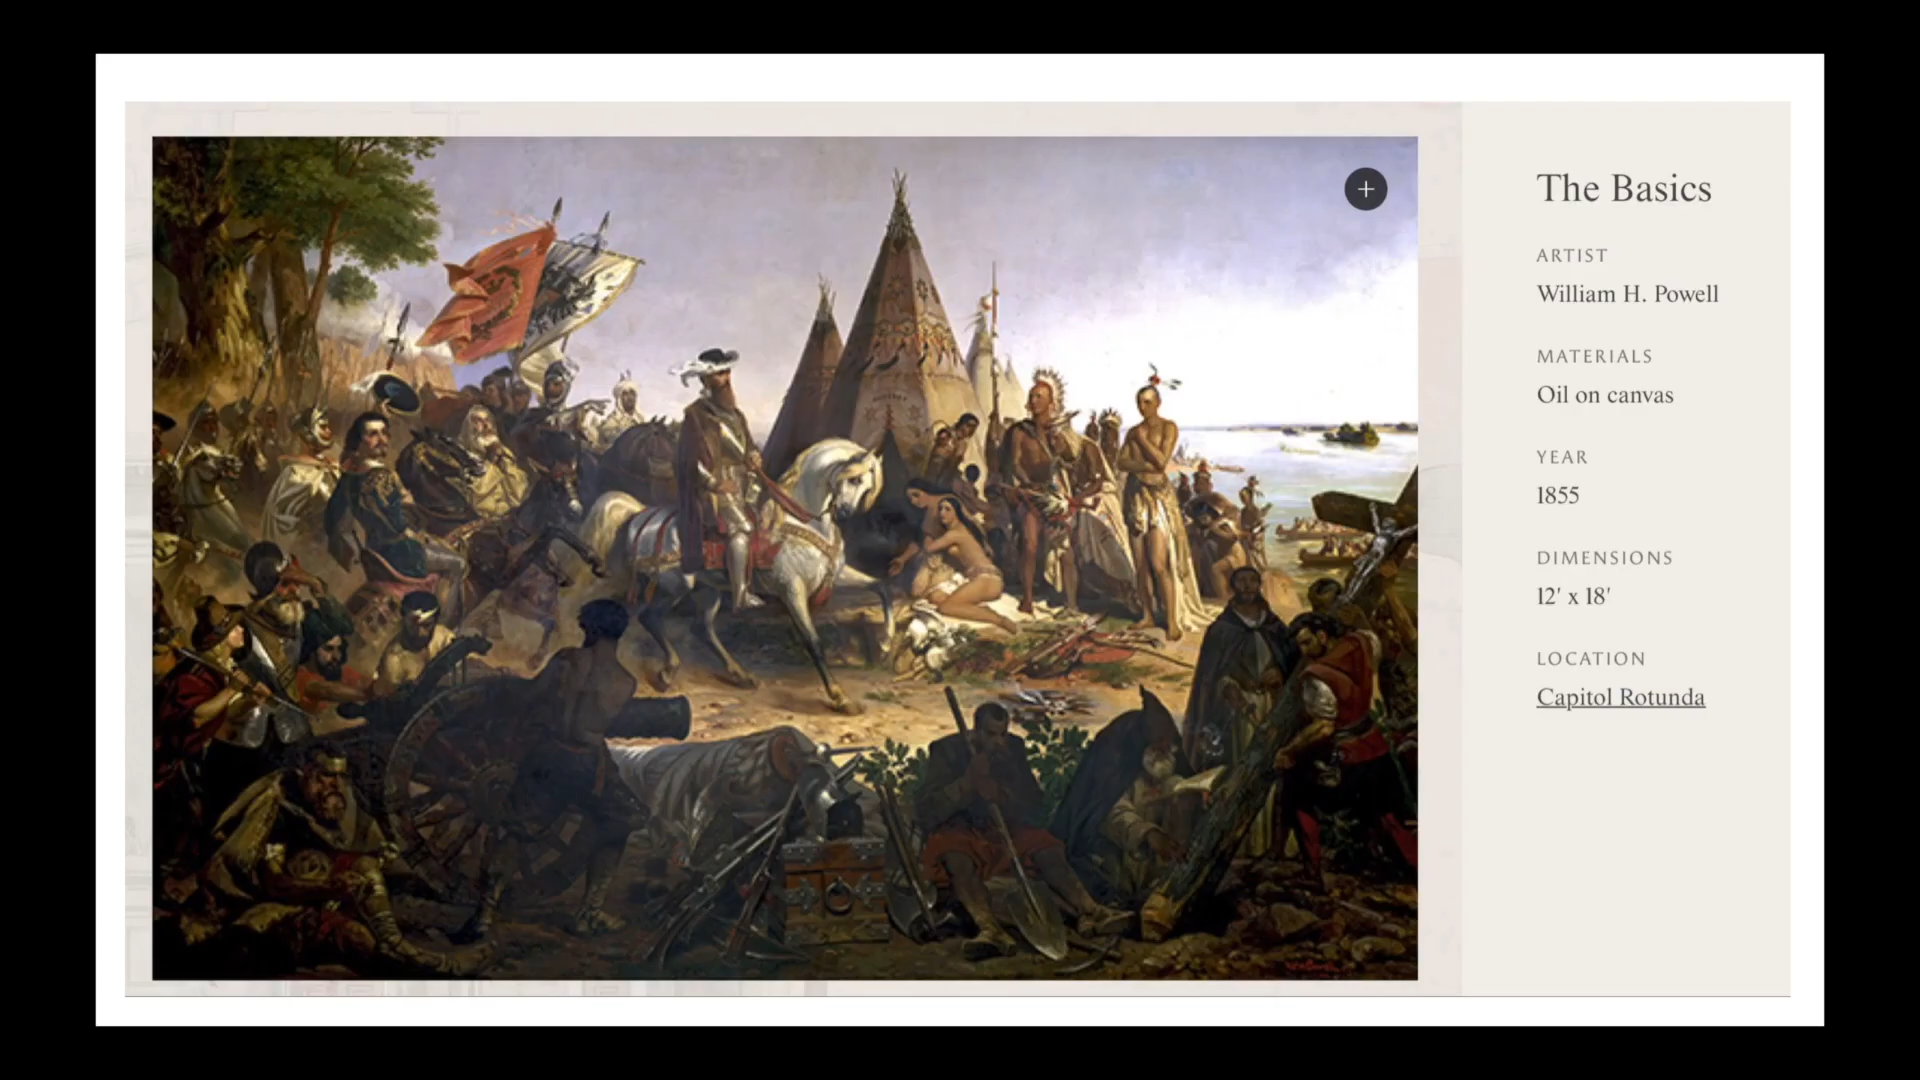 The Basics
ARTIST
William H. Powell
MATERIALS
Oil on canvas
YEAR
1855
DIMENSIONS
12' x 18'
LOCATION
Capitol Rotunda